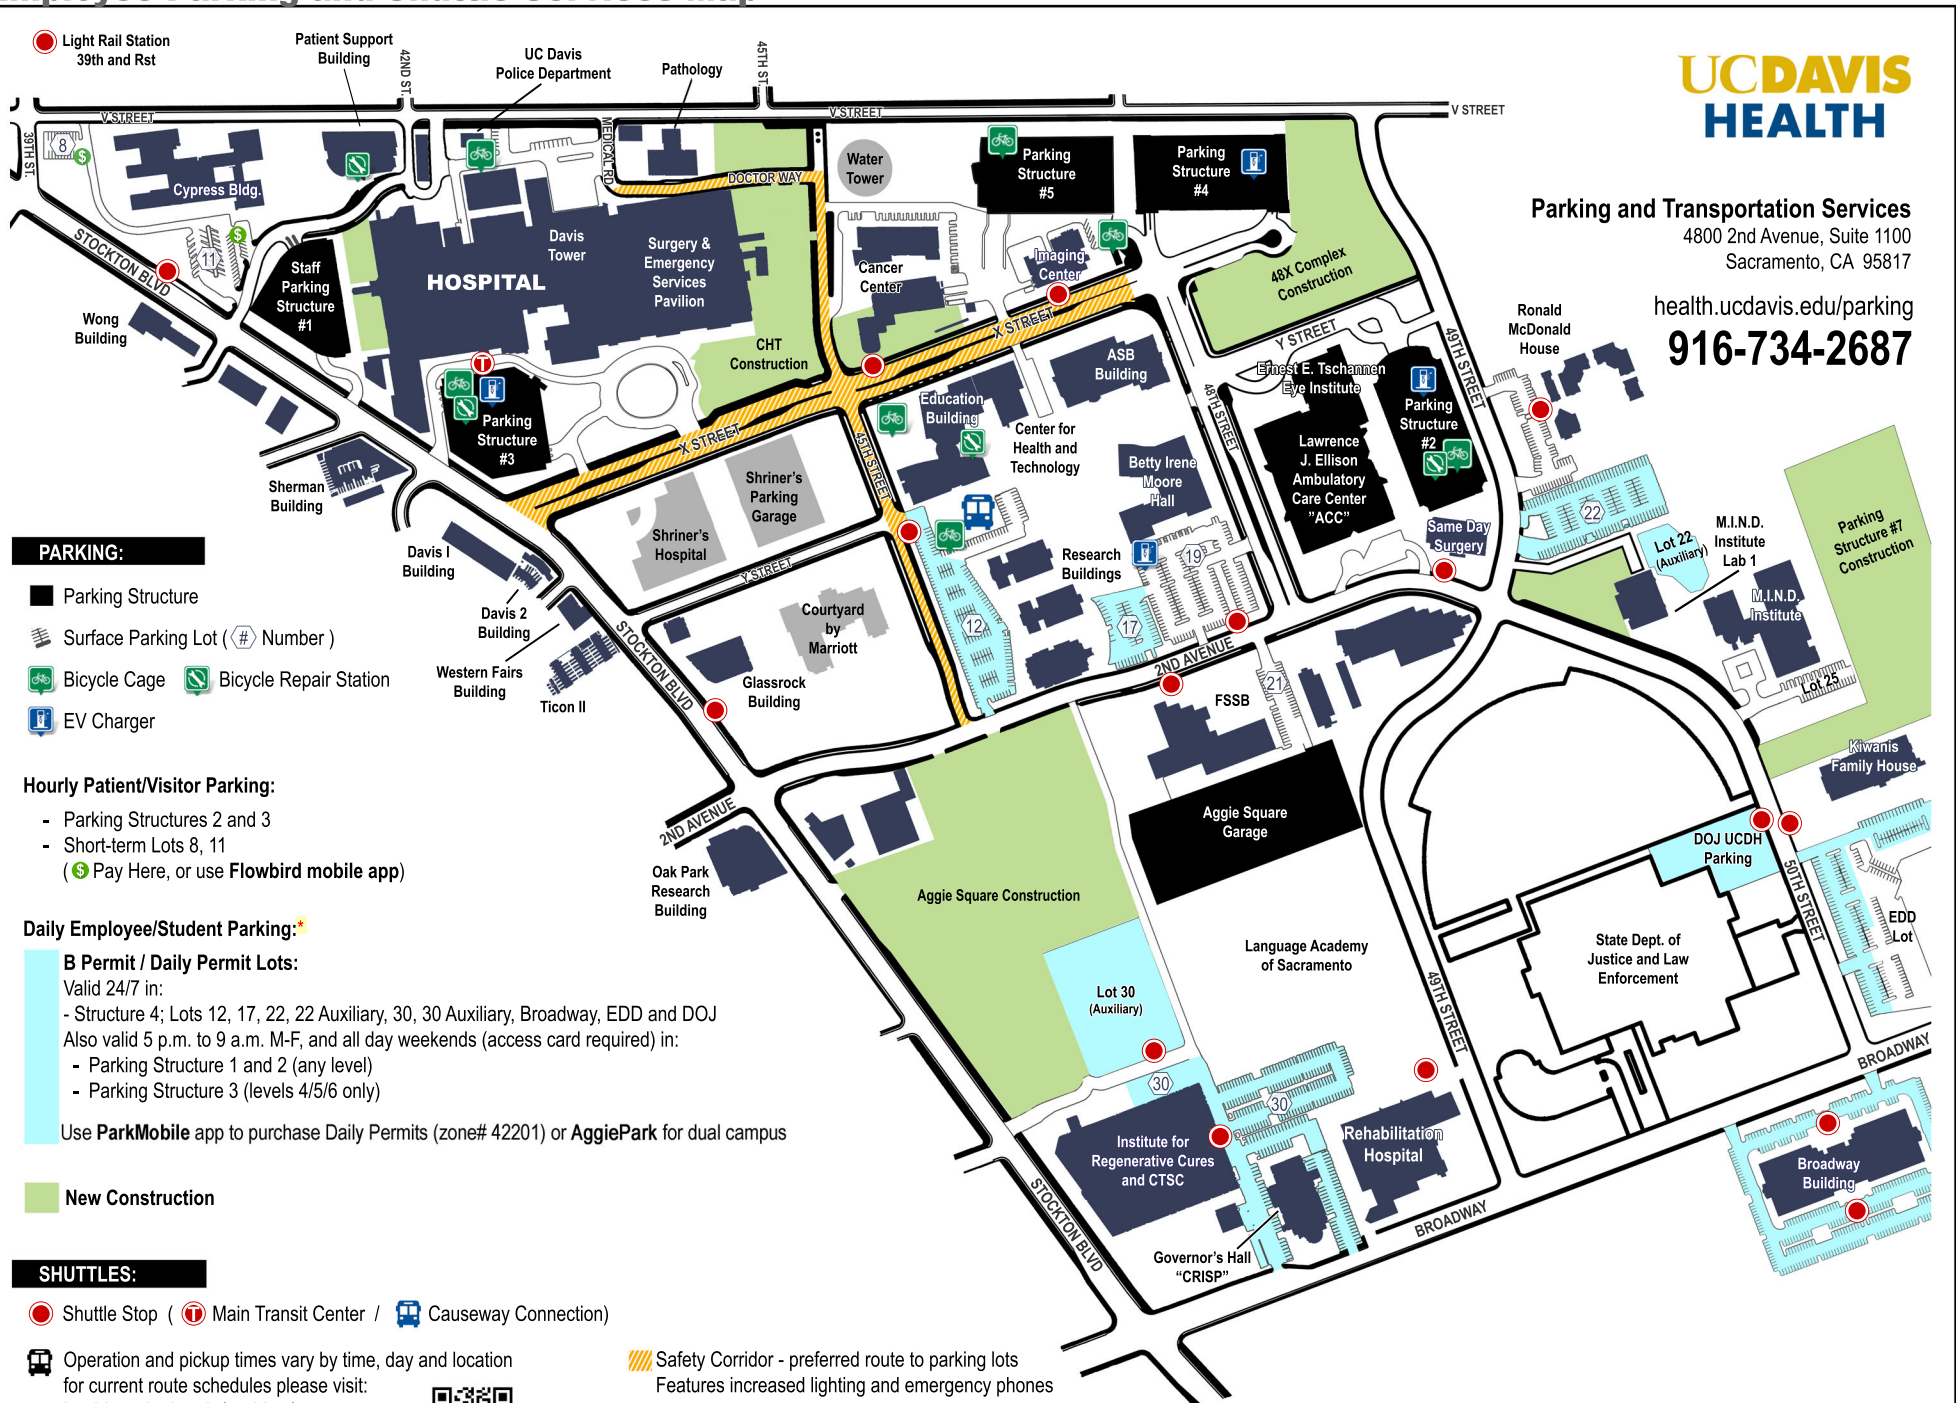 Employee Parking and Shuttle Services Map
Light Rail Station
39th and Rst
Patient Support
Building
42ND ST.
UC Davis
Police Department
Pathology
45TH ST.
V STREET
V STREET
V STREET
UCDAVIS
HEALTH
Parking and Transportation Services
4800 2nd Avenue, Suite 1100
Sacramento, CA 95817
health.ucdavis.edu/parking
916-734-2687
39TH ST.
8
$
Cypress Bldg.
$
11
STOCKTON BLVD
Wong
Building
Staff
Parking
Structure
#1
HOSPITAL
Davis
Tower
Surgery &
Emergency
Services
Pavilion
MEDICAL RD
DOCTOR WAY
CHT
Construction
Water
Tower
Cancer
Center
Parking
Structure
#5
Parking
Structure
#4
Imaging
Center
48X Complex
Construction
X STREET
Y STREET
49TH STREET
Ronald
McDonald
House
T
Parking
Structure
#3
X STREET
45TH STREET
Education
Building
Center for
Health and
Technology
ASB
Building
48TH STREET
Ernest E. Tschannen
Eye Institute
Lawrence
J. Ellison
Ambulatory
Care Center
"ACC"
Parking
Structure
#2
Same Day
Surgery
22
Lot 22
(Auxiliary)
M.I.N.D.
Institute
Lab 1
M.I.N.D.
Institute
Parking
Structure #7
Construction
Lot 25
Kiwanis
Family House
Sherman
Building
Shriner's
Parking
Garage
Shriner's
Hospital
Y STREET
Betty Irene
Moore
Hall
Research
Buildings
19
17
12
2ND AVENUE
FSSB
21
Davis I
Building
Davis 2
Building
Western Fairs
Building
Ticon II
STOCKTON BLVD
Courtyard
by
Marriott
Glassrock
Building
2ND AVENUE
Oak Park
Research
Building
Aggie Square
Garage
Aggie Square Construction
Language Academy
of Sacramento
Lot 30
(Auxiliary)
30
30
Institute for
Regenerative Cures
and CTSC
Governor's Hall
"CRISP"
Rehabilitation
Hospital
49TH STREET
BROADWAY
STOCKTON BLVD
DOJ UCDH
Parking
50TH STREET
EDD
Lot
State Dept. of
Justice and Law
Enforcement
BROADWAY
Broadway
Building
PARKING:
Parking Structure
Surface Parking Lot ( # Number )
Bicycle Cage Bicycle Repair Station
EV Charger
Hourly Patient/Visitor Parking:
- Parking Structures 2 and 3
- Short-term Lots 8, 11
( $ Pay Here, or use Flowbird mobile app)
Daily Employee/Student Parking:*
B Permit / Daily Permit Lots:
Valid 24/7 in:
- Structure 4; Lots 12, 17, 22, 22 Auxiliary, 30, 30 Auxiliary, Broadway, EDD and DOJ
Also valid 5 p.m. to 9 a.m. M-F, and all day weekends (access card required) in:
- Parking Structure 1 and 2 (any level)
- Parking Structure 3 (levels 4/5/6 only)
Use ParkMobile app to purchase Daily Permits (zone# 42201) or AggiePark for dual campus
New Construction
SHUTTLES:
Shuttle Stop ( T Main Transit Center / Causeway Connection)
Operation and pickup times vary by time, day and location
for current route schedules please visit:
Safety Corridor - preferred route to parking lots
Features increased lighting and emergency phones